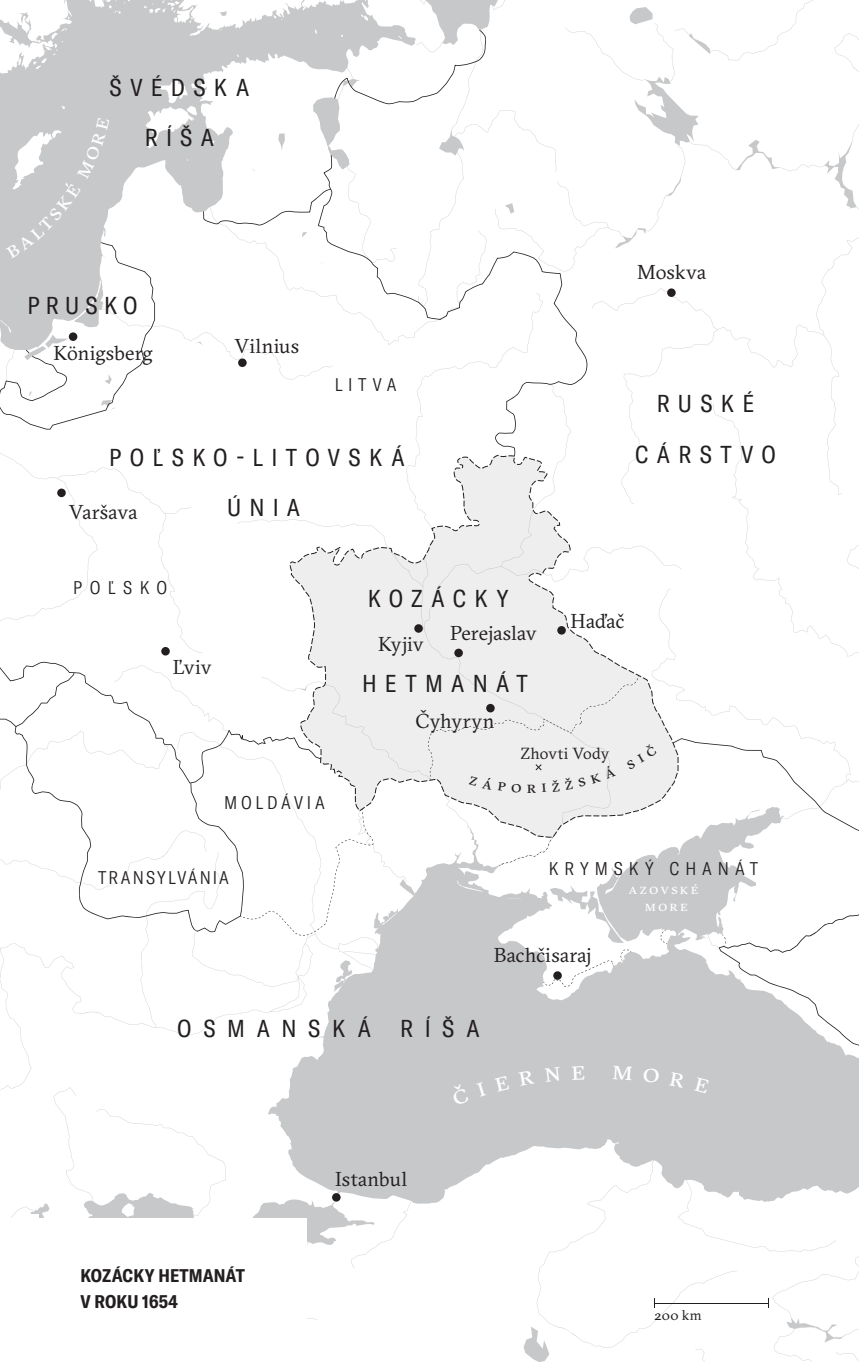 ŠVÉDSKA
RÍŠA
BALTSKÉ MORE
Moskva
PRUSKO
Königsberg
Vilnius
LITVA
RUSKÉ
CÁRSTVO
POĽSKO-LITOVSKÁ
ÚNIA
Varšava
POĽSKO
KOZÁCKY
Haďač
Kyjiv
Perejaslav
Ľviv
HETMANÁT
Čyhyryn
Zhovti Vody
ZÁPORIŽŽSKÁ SIČ
MOLDÁVIA
TRANSYLVÁNIA
KRYMSKÝ CHANÁT
AZOVSKÉ
MORE
Bachčisaraj
OSMANSKÁ RÍŠA
ČIERNE MORE
Istanbul
KOZÁCKY HETMANÁT
V ROKU 1654
200 km